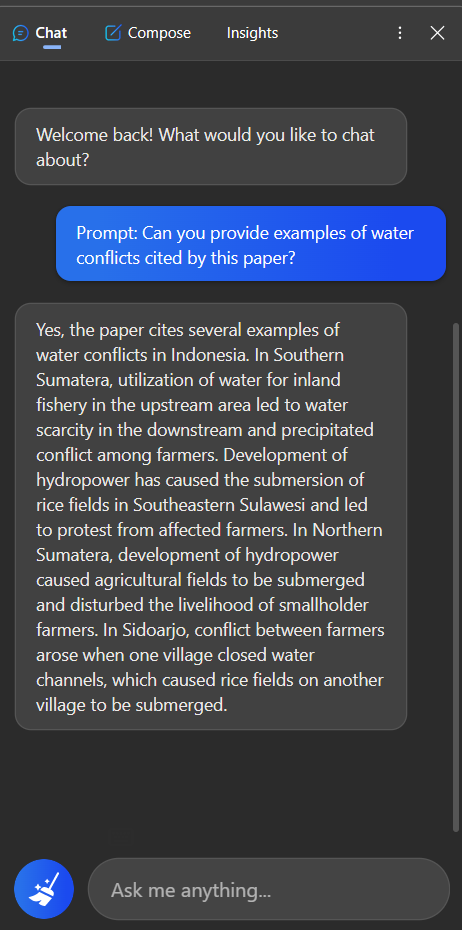 Chat Compose Insights
Welcome back! What would you like to chat
about?
Prompt: Can you provide examples of water
conflicts cited by this paper?
Yes, the paper cites several examples of
water conflicts in Indonesia. In Southern
Sumatera, utilization of water for inland
fishery in the upstream area led to water
scarcity in the downstream and precipitated
conflict among farmers. Development of
hydropower has caused the submersion of
rice fields in Southeastern Sulawesi and led
to protest from affected farmers. In Northern
Sumatera, development of hydropower
caused agricultural fields to be submerged
and disturbed the livelihood of smallholder
farmers. In Sidoarjo, conflict between farmers
arose when one village closed water
channels, which caused rice fields on another
village to be submerged.
Ask me anything...